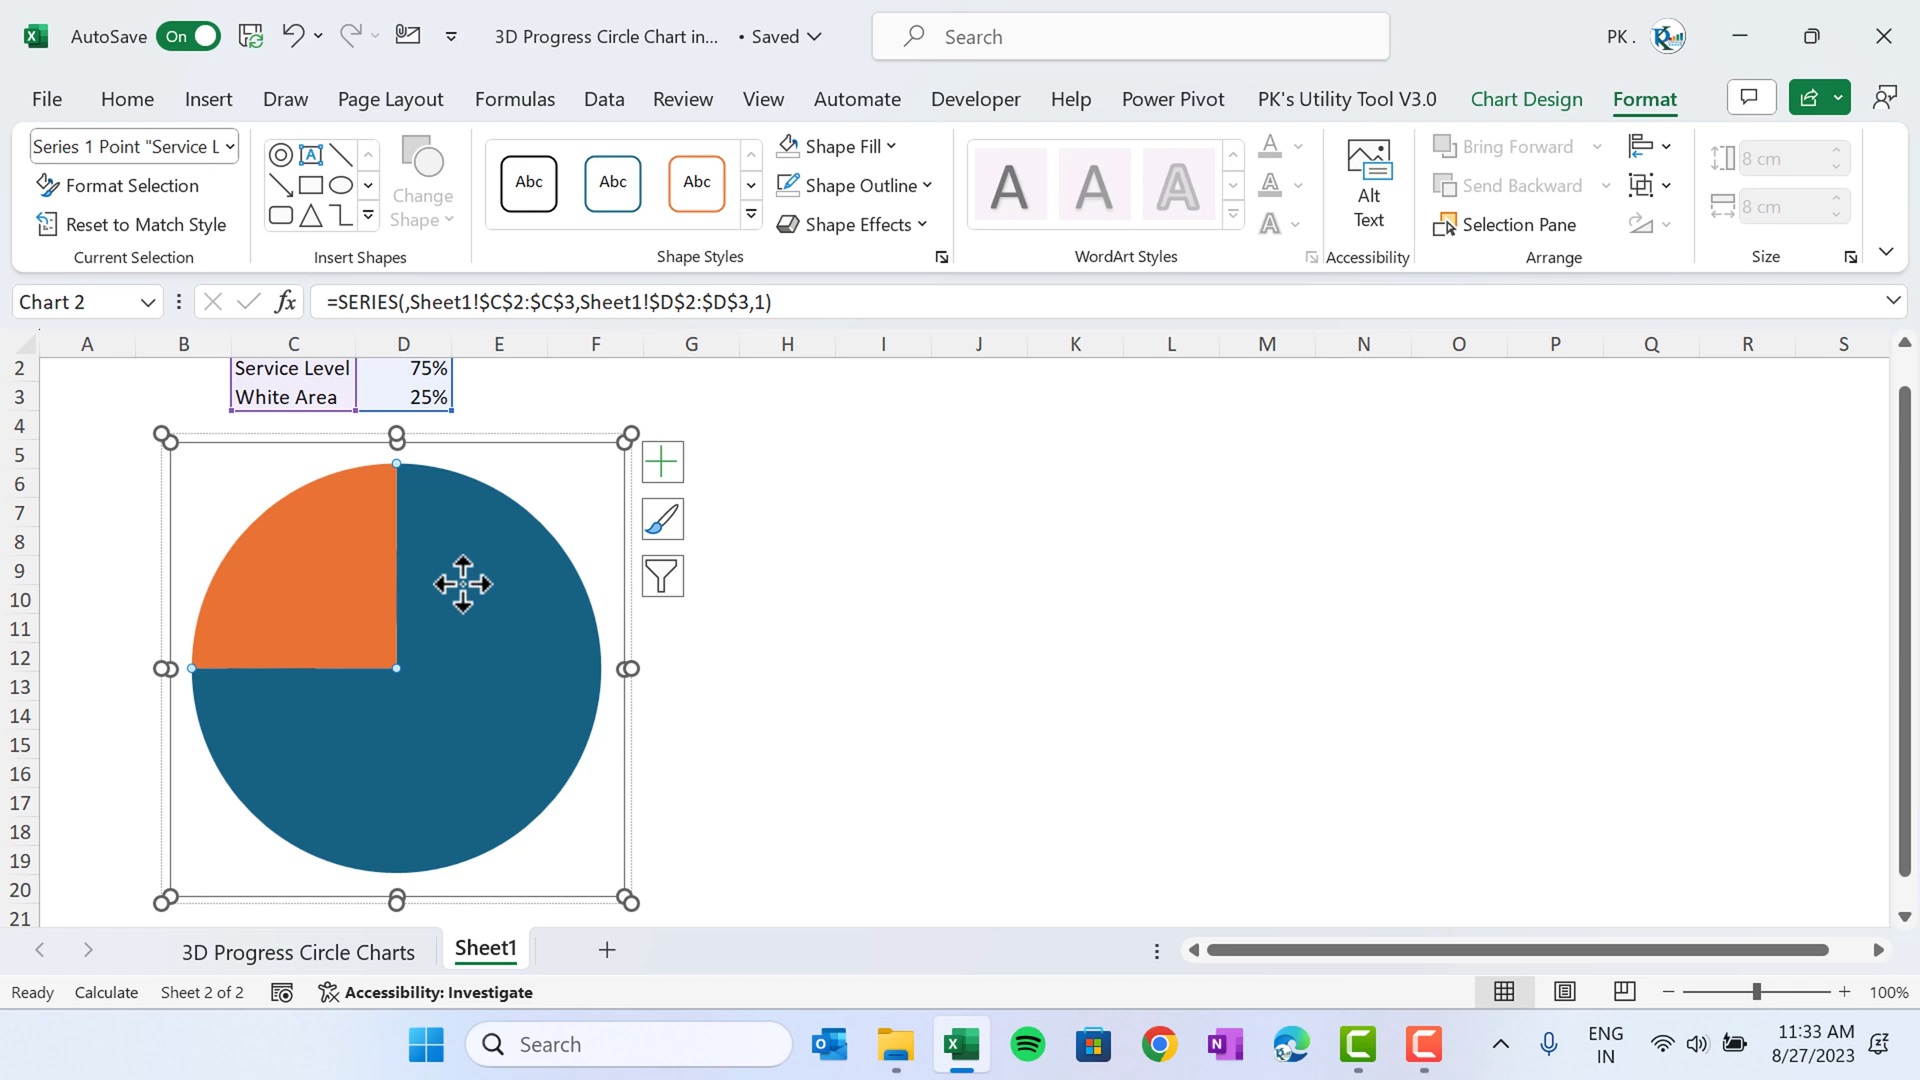 AutoSave On 3D Progress Circle Chart in... • Saved Search PK .
File Home Insert Draw Page Layout Formulas Data Review View Automate Developer Help Power Pivot PK's Utility Tool V3.0 Chart Design Format
Series 1 Point "Service L
Format Selection
Reset to Match Style
Current Selection
Change
Shape
Insert Shapes
Abc Abc Abc
Shape Fill
Shape Outline
Shape Effects
Shape Styles
A A A
WordArt Styles
Alt
Text
Accessibility
Bring Forward
Send Backward
Selection Pane
Arrange
8 cm
8 cm
Size
Chart 2 fx =SERIES(,Sheet1!$C$2:$C$3,Sheet1!$D$2:$D$3,1)
A B C D E F G H I J K L M N O P Q R S
2 Service Level 75%
3 White Area 25%
4
5
6
7
8
9
10
11
12
13
14
15
16
17
18
19
20
21
3D Progress Circle Charts Sheet1
Ready Calculate Sheet 2 of 2 Accessibility: Investigate 100%
Search
ENG
IN
11:33 AM
8/27/2023